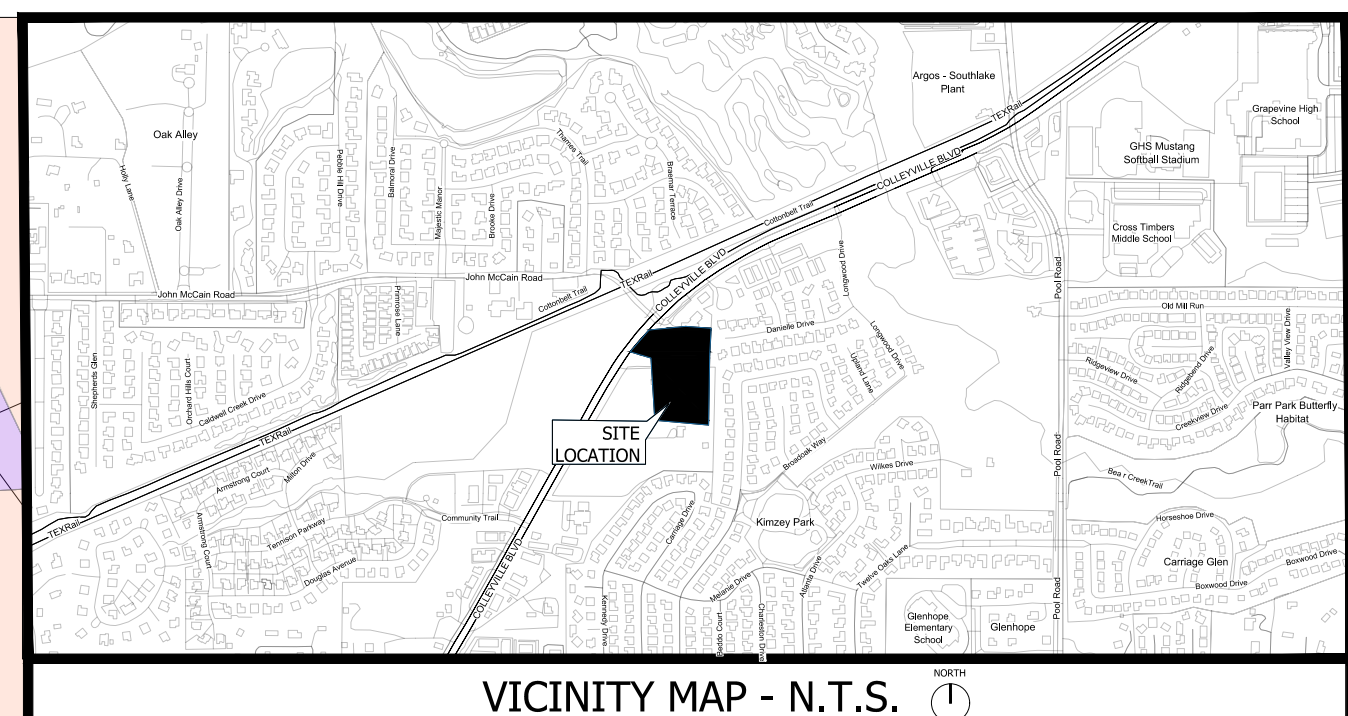 Argos - Southlake
Plant
TEXRail
Grapevine High
School
Oak Alley
Thames Trail
GHS Mustang
Softball Stadium
COLLEYVILLE BLVD
Holly Lane
Oak Alley Drive
Pebble Hill Drive
Balmoral Drive
Majestic Manor
Brooke Drive
Braemar Terrace
Cottonbelt Trail
Cross Timbers
Middle School
Longwood Drive
Pool Road
John McCain Road
TEXRail
COLLEYVILLE BLVD
John McCain Road
Cottonbelt Trail
Primrose Lane
Old Mill Run
Danielle Drive
Longwood Drive
Upland Lane
Valley View Drive
Ridgeview Drive
Ridgebend Drive
Shepherds Glen
Orchard Hills Court
Caldwell Creek Drive
Creekview Drive
Parr Park Butterfly
Habitat
TEXRail
SITE
LOCATION
Broadoak Way
Wilkes Drive
Pool Road
Bea r CreekTrail
Armstrong Court
Milton Drive
TEXRail
Armstrong Court
Tennison Parkway
Douglas Avenue
Community Trail
Carriage Drive
Kimzey Park
Horseshoe Drive
Carriage Glen
Boxwood Drive
Boxwood Drive
COLLEYVILLE BLVD
Kennedy Drive
Melanie Drive
Atlanta Drive
Twelve Oaks Lane
Pool Road
Charleston Drive
Glenhope
Elementary
School
Glenhope
VICINITY MAP - N.T.S.
NORTH